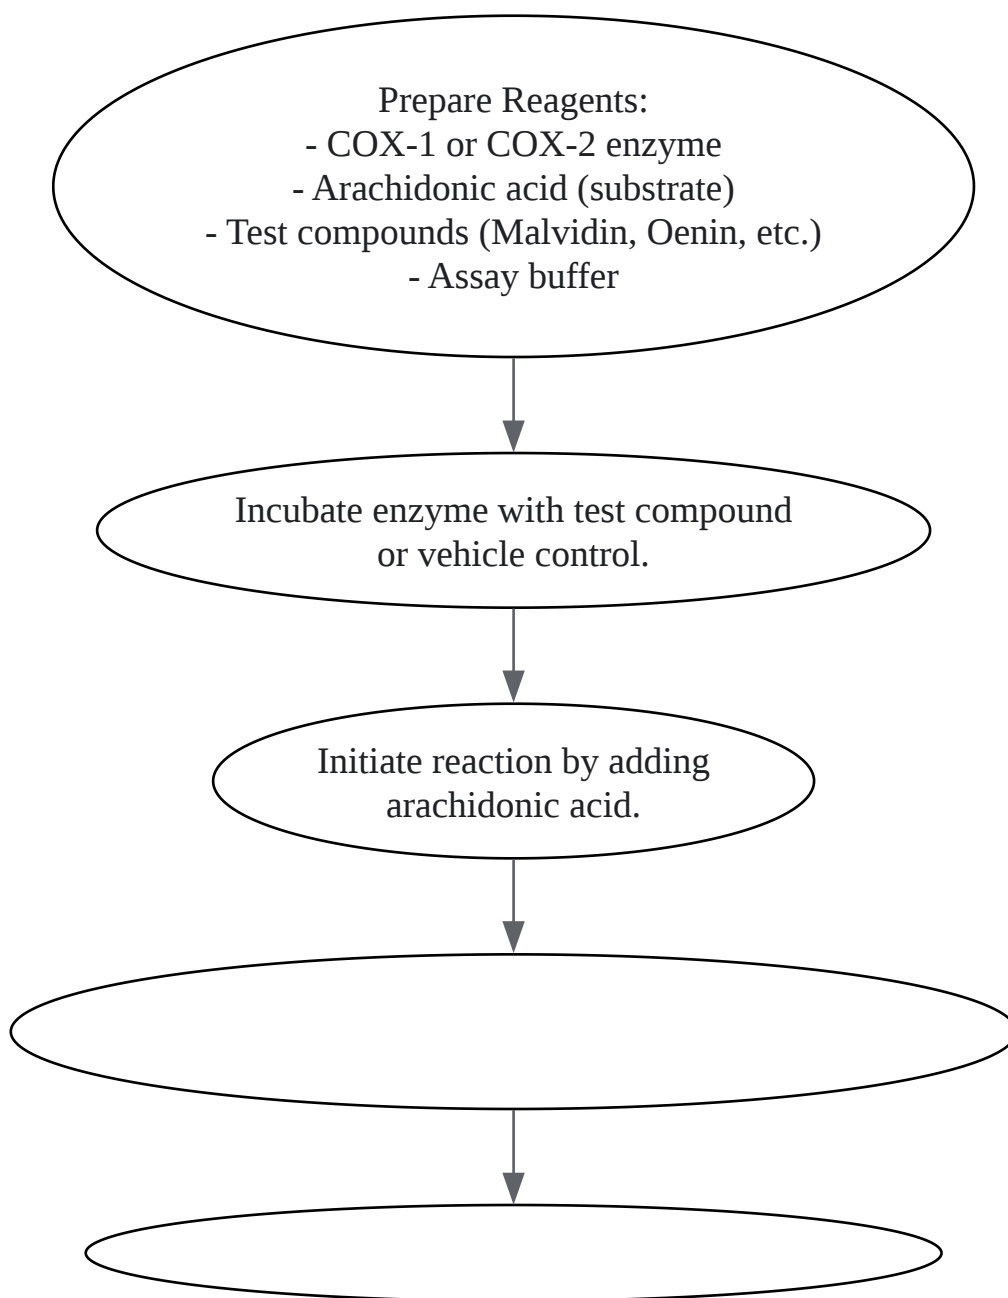 Prepare Reagents:
- COX-1 or COX-2 enzyme
- Arachidonic acid (substrate)
- Test compounds (Malvidin, Oenin, etc.)
- Assay buffer
Incubate enzyme with test compound
or vehicle control.
Initiate reaction by adding
arachidonic acid.